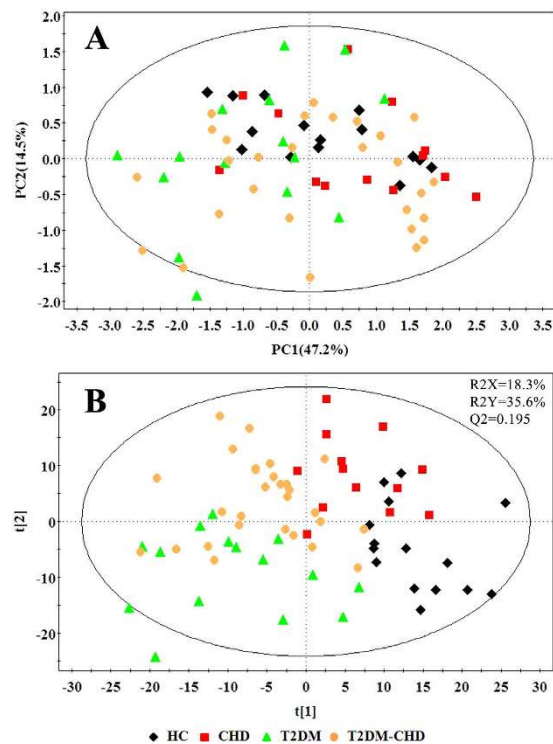 A
2.0
1.5
1.0
0.5
0.0
-0.5
-1.0
-1.5
-2.0
PC2(14.5%)
-3.5 -3.0 -2.5 -2.0 -1.5 -1.0 -0.5 0.0 0.5 1.0 1.5 2.0 2.5 3.0 3.5
PC1(47.2%)
B
R2X=18.3%
R2Y=35.6%
Q2=0.195
20
10
0
-10
-20
t[2]
-30 -25 -20 -15 -10 -5 0 5 10 15 20 25 30
t[1]
HC CHD T2DM T2DM-CHD